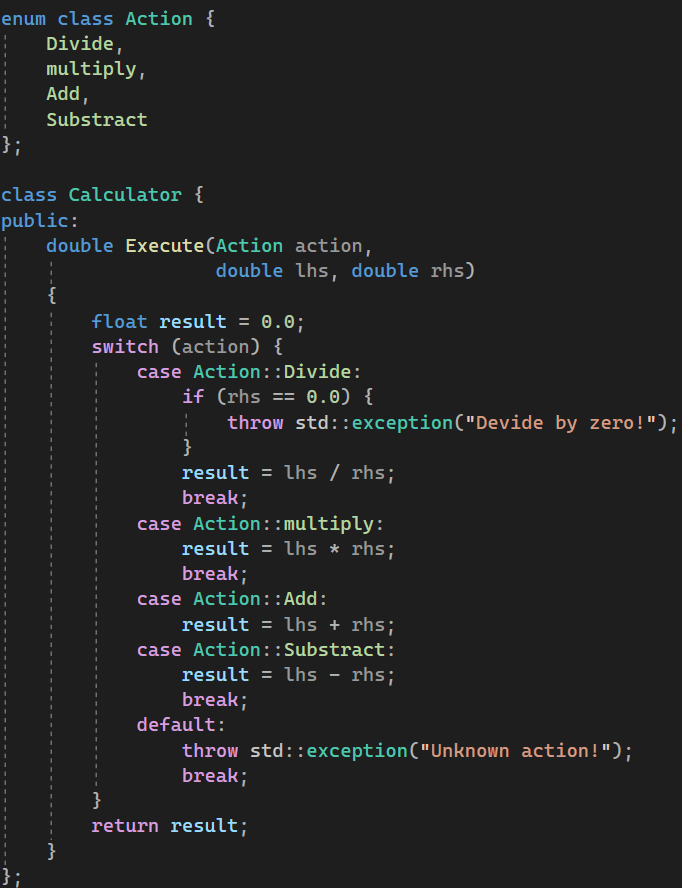 enum class Action {
    Divide,
    multiply,
    Add,
    Substract
};

class Calculator {
public:
    double Execute(Action action,
                   double lhs, double rhs)
    {
        float result = 0.0;
        switch (action) {
            case Action::Divide:
                if (rhs == 0.0) {
                    throw std::exception("Devide by zero!");
                }
                result = lhs / rhs;
                break;
            case Action::multiply:
                result = lhs * rhs;
                break;
            case Action::Add:
                result = lhs + rhs;
            case Action::Substract:
                result = lhs - rhs;
                break;
            default:
                throw std::exception("Unknown action!");
                break;
        }
        return result;
    }
};